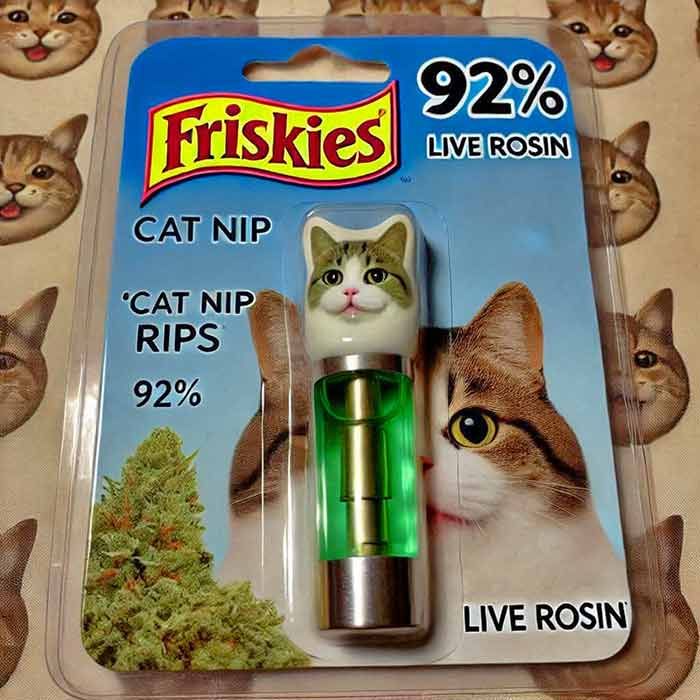 Friskies
92%
LIVE ROSIN
CAT NIP
"CAT NIP
RIPS
92%
LIVE ROSIN